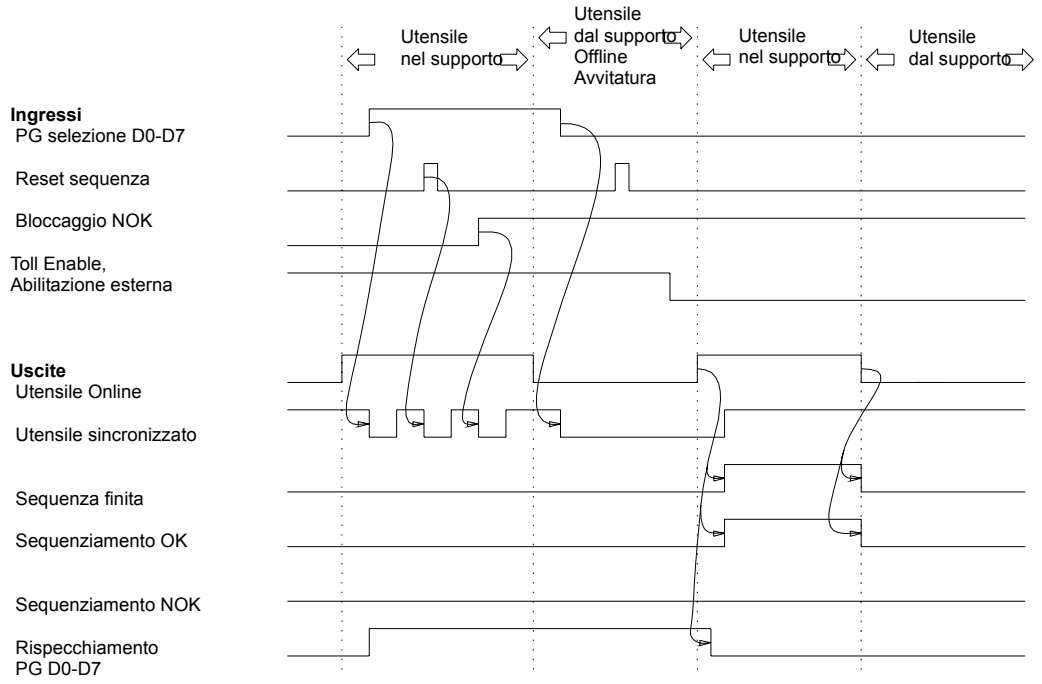 Utensile
nel supporto
Utensile
dal supporto
Offline
Avvitatura
Utensile
nel supporto
Utensile
dal supporto
Ingressi
PG selezione D0-D7
Reset sequenza
Bloccaggio NOK
Toll Enable,
Abilitazione esterna
Uscite
Utensile Online
Utensile sincronizzato
Sequenza finita
Sequenziamento OK
Sequenziamento NOK
Rispecchiamento
PG D0-D7